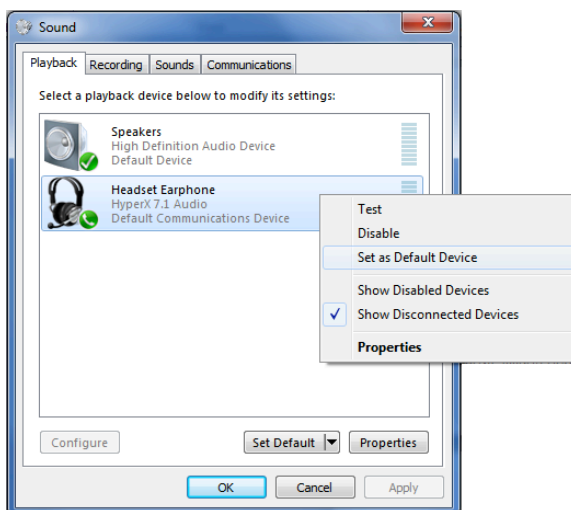 Sound
Playback Recording Sounds Communications
Select a playback device below to modify its settings:
Speakers
High Definition Audio Device
Default Device
Headset Earphone
HyperX 7.1 Audio
Default Communications Device
Test
Disable
Set as Default Device
Show Disabled Devices
Show Disconnected Devices
Properties
Configure Set Default Properties
OK Cancel Apply